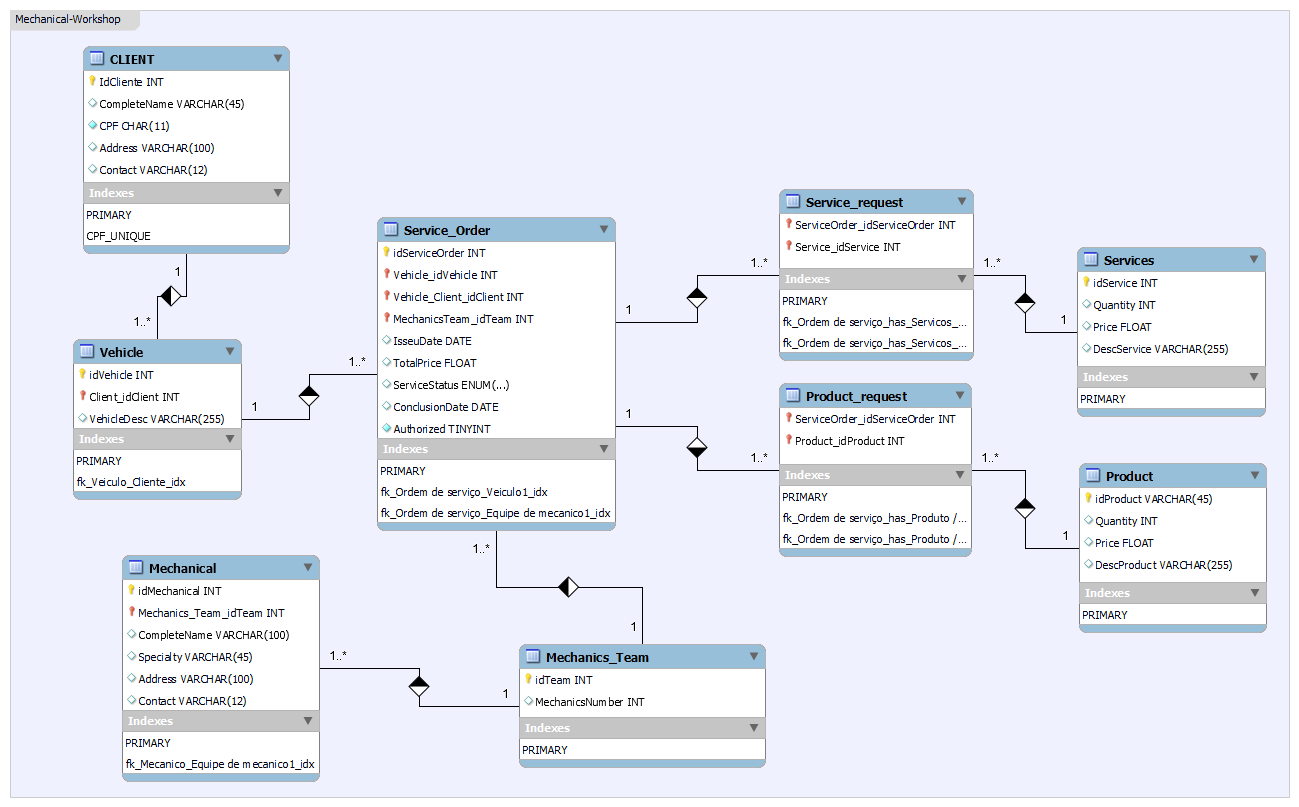 Mechanical-Workshop
CLIENT
IdCliente INT
CompleteName VARCHAR(45)
CPF CHAR(11)
Address VARCHAR(100)
Contact VARCHAR(12)
Indexes
PRIMARY
CPF_UNIQUE
1
1..*
Vehicle
idVehicle INT
Client_idClient INT
VehicleDesc VARCHAR(255)
Indexes
PRIMARY
fk_Veiculo_Cliente_idx
1
1..*
Service_Order
idServiceOrder INT
Vehicle_idVehicle INT
Vehicle_Client_idClient INT
MechanicsTeam_idTeam INT
IsseuDate DATE
TotalPrice FLOAT
ServiceStatus ENUM(...)
ConclusionDate DATE
Authorized TINYINT
Indexes
PRIMARY
fk_Ordem de serviço_Veiculo1_idx
fk_Ordem de serviço_Equipe de mecanico1_idx
1
1..*
Service_request
ServiceOrder_idServiceOrder INT
Service_idService INT
Indexes
PRIMARY
fk_Ordem de serviço_has_Servicos_...
fk_Ordem de serviço_has_Servicos_...
1..*
1
Services
idService INT
Quantity INT
Price FLOAT
DescService VARCHAR(255)
Indexes
PRIMARY
1
1..*
Product_request
ServiceOrder_idServiceOrder INT
Product_idProduct INT
Indexes
PRIMARY
fk_Ordem de serviço_has_Produto /...
fk_Ordem de serviço_has_Produto /...
1..*
1
Product
idProduct VARCHAR(45)
Quantity INT
Price FLOAT
DescProduct VARCHAR(255)
Indexes
PRIMARY
1..*
1
Mechanical
idMechanical INT
Mechanics_Team_idTeam INT
CompleteName VARCHAR(100)
Specialty VARCHAR(45)
Address VARCHAR(100)
Contact VARCHAR(12)
Indexes
PRIMARY
fk_Mecanico_Equipe de mecanico1_idx
1..*
1
Mechanics_Team
idTeam INT
MechanicsNumber INT
Indexes
PRIMARY